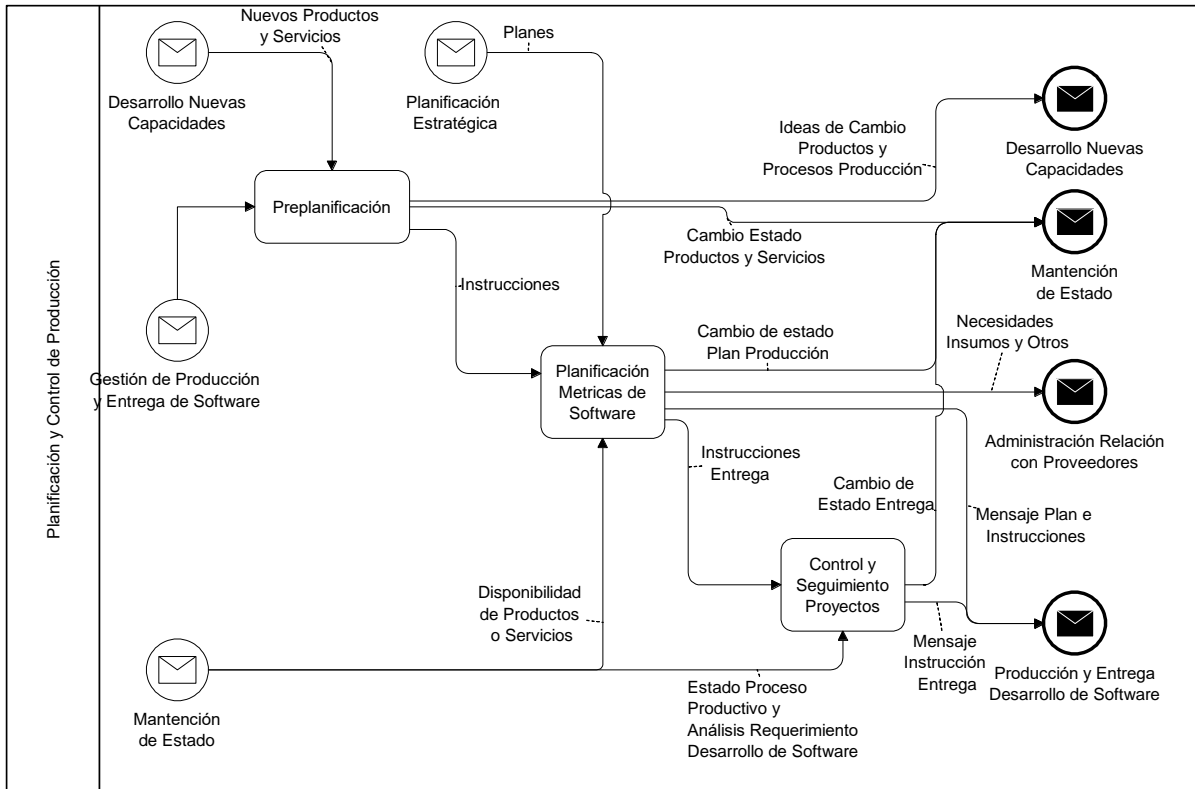 Planificación y Control de Producción
Nuevos Productos
y Servicios
Planes
Desarrollo Nuevas
Capacidades
Planificación
Estratégica
Ideas de Cambio
Productos y
Procesos Producción
Desarrollo Nuevas
Capacidades
Preplanificación
Cambio Estado
Productos y Servicios
Mantención
de Estado
Instrucciones
Gestión de Producción
y Entrega de Software
Cambio de estado
Plan Producción
Necesidades
Insumos y Otros
Planificación
Metricas de
Software
Administración Relación
con Proveedores
Instrucciones
Entrega
Cambio de
Estado Entrega
Mensaje Plan e
Instrucciones
Control y
Seguimiento
Proyectos
Disponibilidad
de Productos
o Servicios
Mensaje
Instrucción
Entrega
Producción y Entrega
Desarrollo de Software
Mantención
de Estado
Estado Proceso
Productivo y
Análisis Requerimiento
Desarrollo de Software